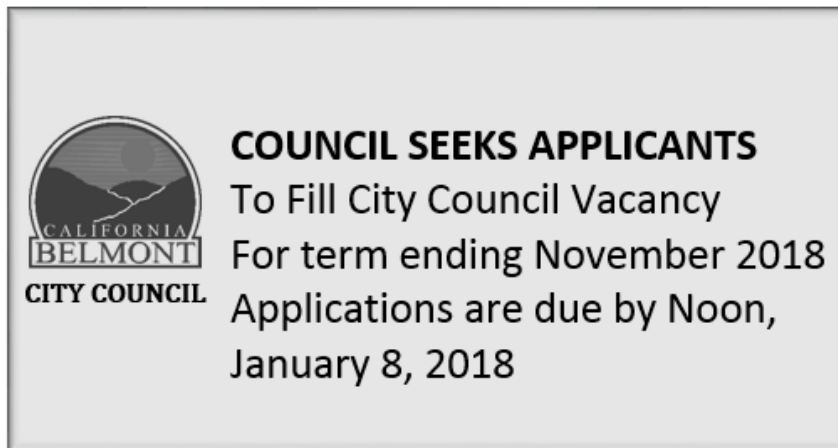 CALIFORNIA
BELMONT
CITY COUNCIL
COUNCIL SEEKS APPLICANTS
To Fill City Council Vacancy
For term ending November 2018
Applications are due by Noon,
January 8, 2018